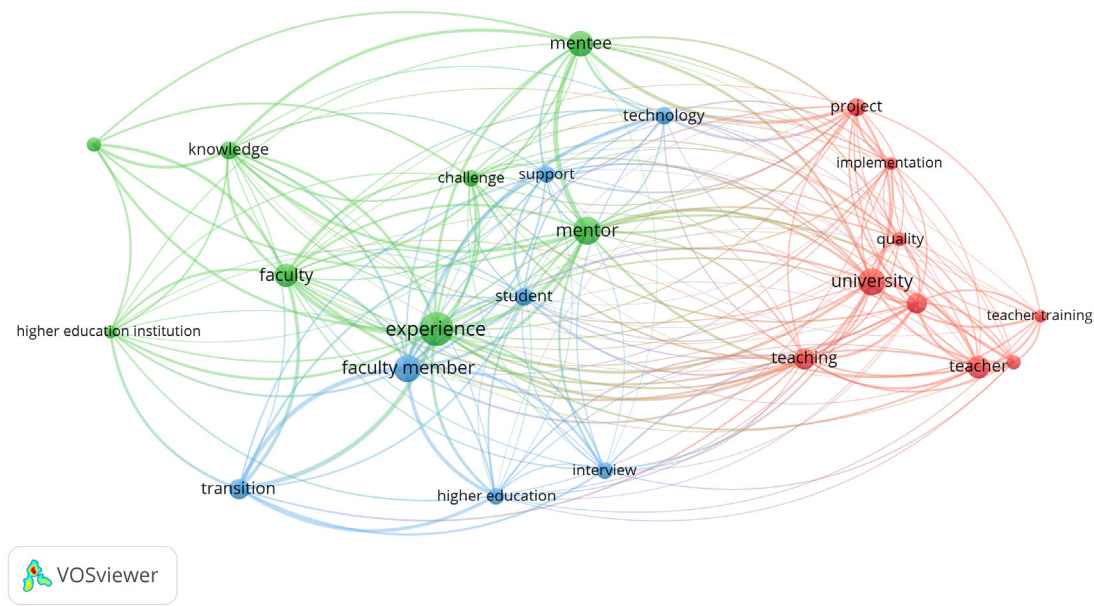 mentee
project
technology
knowledge
implementation
challenge
support
mentor
quality
faculty
university
student
teacher training
experience
higher education institution
teaching
faculty member
teacher
interview
transition
higher education
VOSviewer